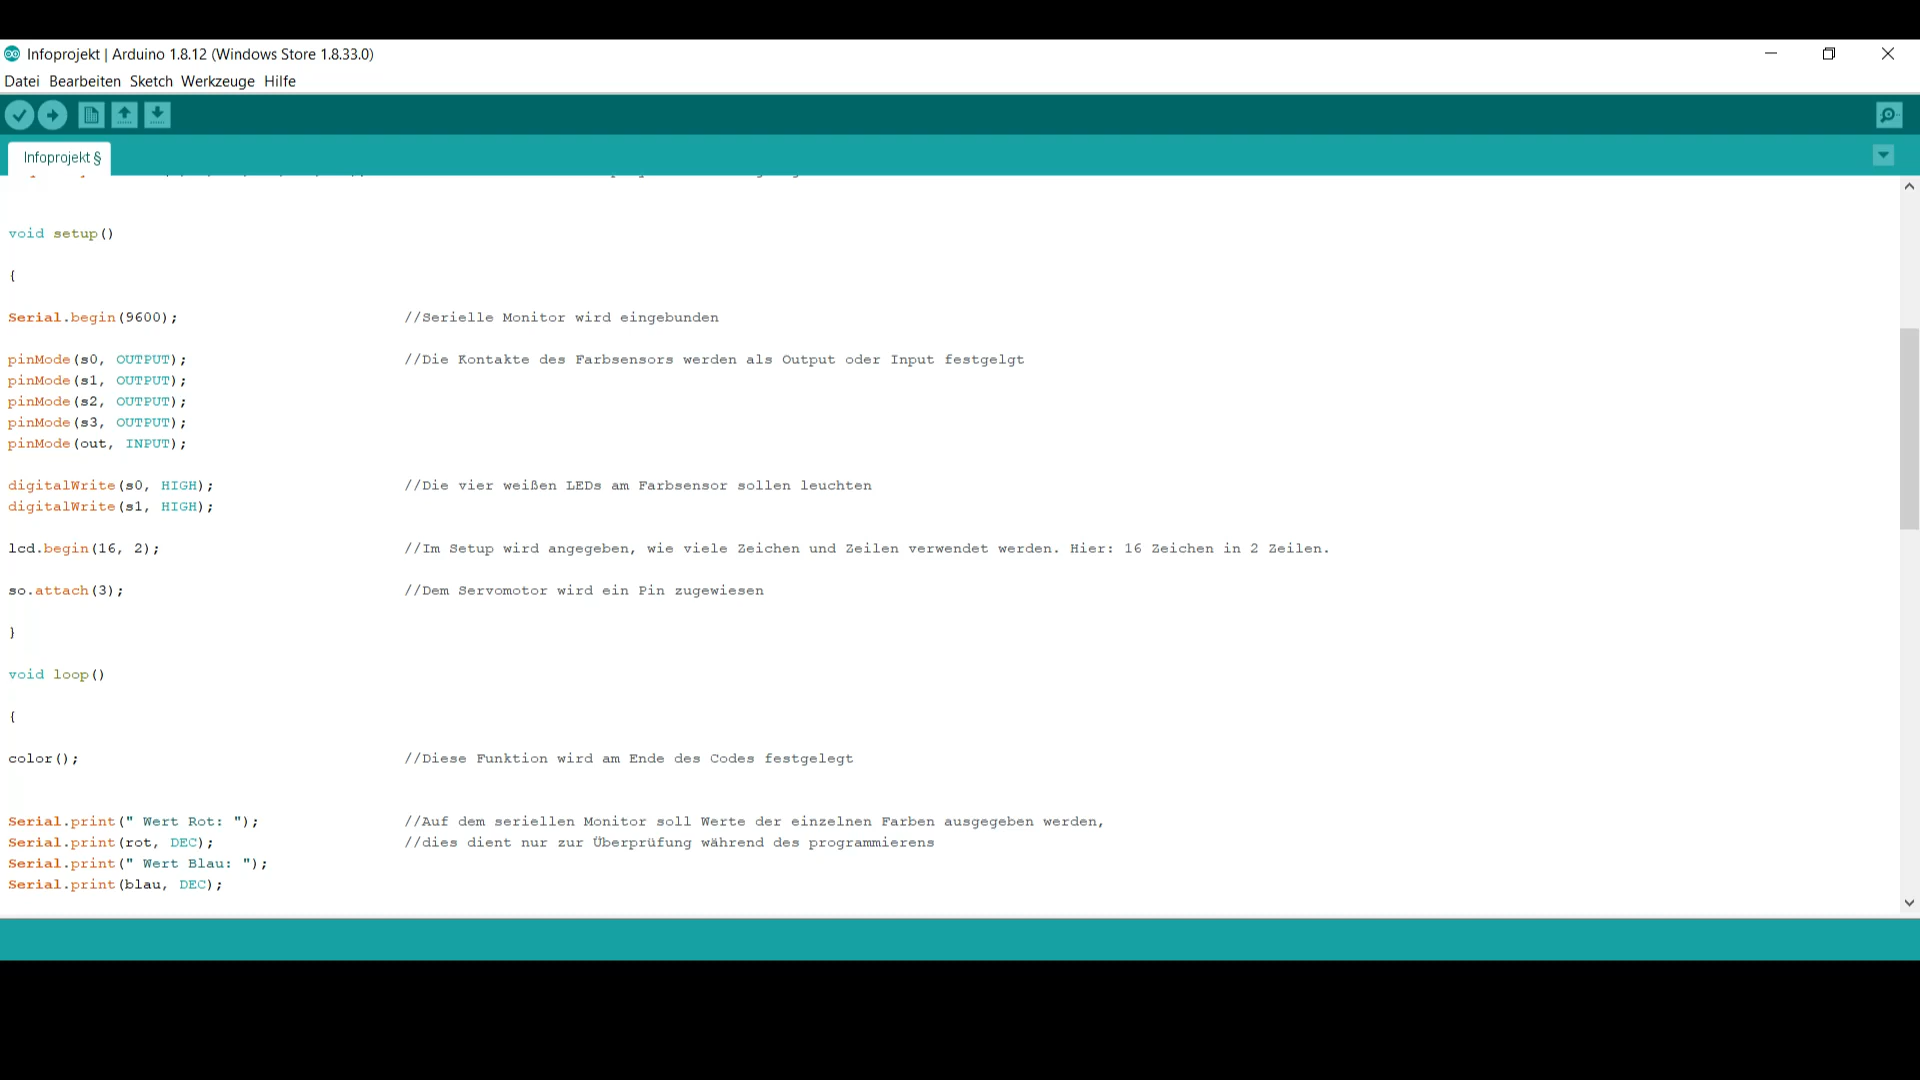 Infoprojekt | Arduino 1.8.12 (Windows Store 1.8.33.0)
Datei Bearbeiten Sketch Werkzeuge Hilfe
Infoprojekt §
void setup()
{
Serial.begin(9600); //Serielle Monitor wird eingebunden
pinMode(s0, OUTPUT); //Die Kontakte des Farbsensors werden als Output oder Input festgelgt
pinMode(s1, OUTPUT);
pinMode(s2, OUTPUT);
pinMode(s3, OUTPUT);
pinMode(out, INPUT);
digitalWrite(s0, HIGH); //Die vier weißen LEDs am Farbsensor sollen leuchten
digitalWrite(s1, HIGH);
lcd.begin(16, 2); //Im Setup wird angegeben, wie viele Zeichen und Zeilen verwendet werden. Hier: 16 Zeichen in 2 Zeilen.
so.attach(3); //Dem Servomotor wird ein Pin zugewiesen
}
void loop()
{
color(); //Diese Funktion wird am Ende des Codes festgelegt
Serial.print(" Wert Rot: "); //Auf dem seriellen Monitor soll Werte der einzelnen Farben ausgegeben werden,
Serial.print(rot, DEC); //dies dient nur zur Überprüfung während des programmierens
Serial.print(" Wert Blau: ");
Serial.print(blau, DEC);